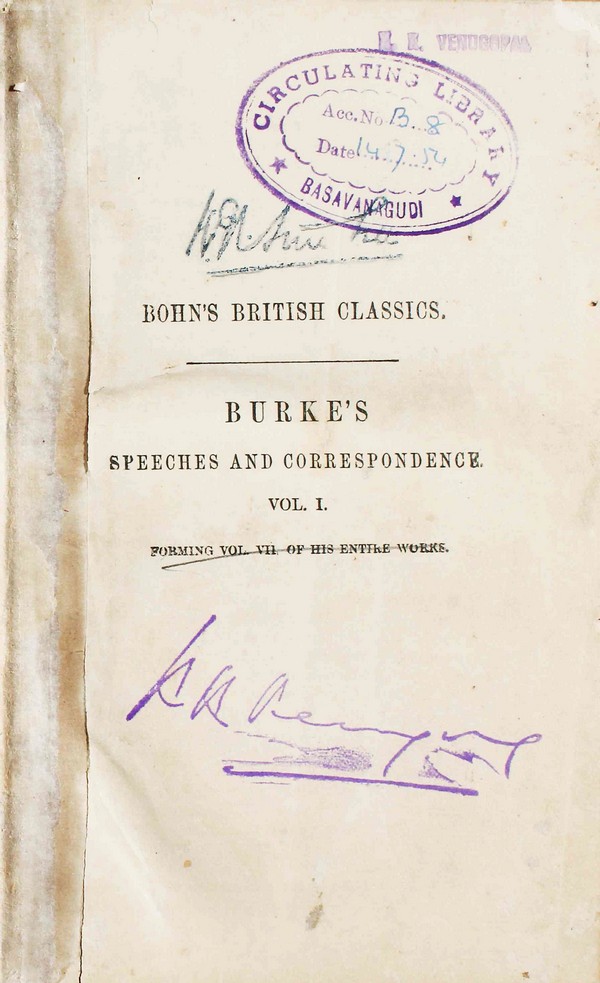 VENUGOPAL
CIRCULATING LIBRARY
Acc.No B.8
Date 14.7.54
BASAVANAGUDI
BOHN'S BRITISH CLASSICS.
BURKE'S
SPEECHES AND CORRESPONDENCE.
VOL. I.
FORMING VOL. VII. OF HIS ENTIRE WORKS.